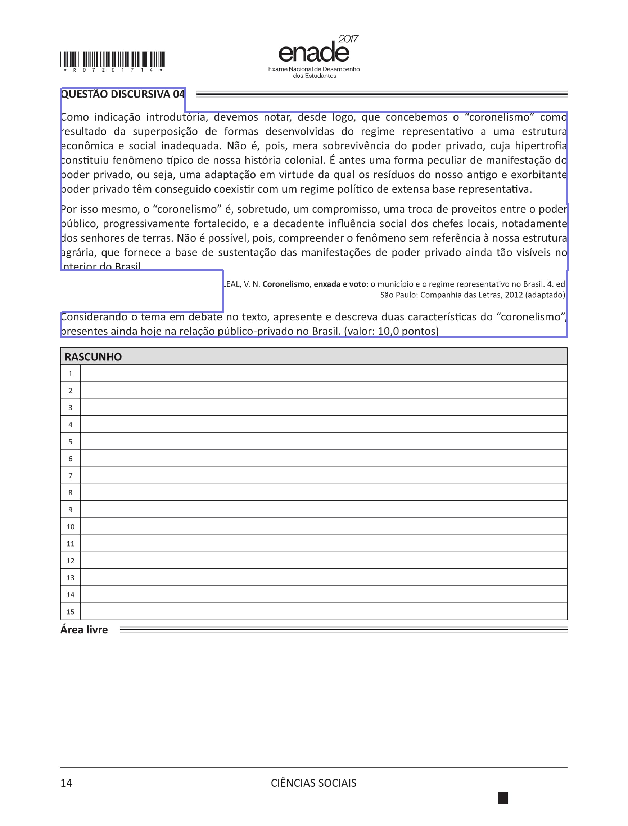 *R07201714*
enade 2017
Exame Nacional de Desempenho
dos Estudantes
QUESTÃO DISCURSIVA 04
Como indicação introdutória, devemos notar, desde logo, que concebemos o “coronelismo” como
resultado da superposição de formas desenvolvidas do regime representativo a uma estrutura
econômica e social inadequada. Não é, pois, mera sobrevivência do poder privado, cuja hipertrofia
constituiu fenômeno típico de nossa história colonial. É antes uma forma peculiar de manifestação do
poder privado, ou seja, uma adaptação em virtude da qual os resíduos do nosso antigo e exorbitante
poder privado têm conseguido coexistir com um regime político de extensa base representativa.
Por isso mesmo, o “coronelismo” é, sobretudo, um compromisso, uma troca de proveitos entre o poder
público, progressivamente fortalecido, e a decadente influência social dos chefes locais, notadamente
dos senhores de terras. Não é possível, pois, compreender o fenômeno sem referência à nossa estrutura
agrária, que fornece a base de sustentação das manifestações de poder privado ainda tão visíveis no
interior do Brasil.
LEAL, V. N. Coronelismo, enxada e voto: o município e o regime representativo no Brasil. 4. ed.
São Paulo: Companhia das Letras, 2012 (adaptado).
Considerando o tema em debate no texto, apresente e descreva duas características do “coronelismo”,
presentes ainda hoje na relação público-privado no Brasil. (valor: 10,0 pontos)
RASCUNHO
1
2
3
4
5
6
7
8
9
10
11
12
13
14
15
Área livre
14 CIÊNCIAS SOCIAIS